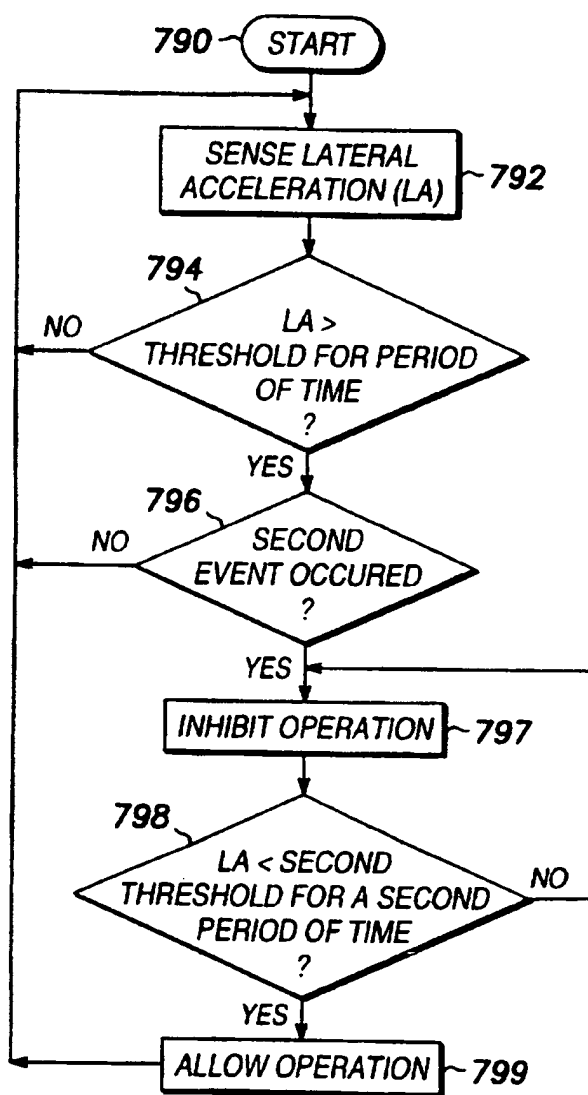 790
START
SENSE LATERAL
ACCELERATION (LA)
792
794
NO
LA >
THRESHOLD FOR PERIOD
OF TIME
?
YES
796
NO
SECOND
EVENT OCCURED
?
YES
INHIBIT OPERATION
797
798
LA < SECOND
THRESHOLD FOR A SECOND
PERIOD OF TIME
?
NO
YES
ALLOW OPERATION
799